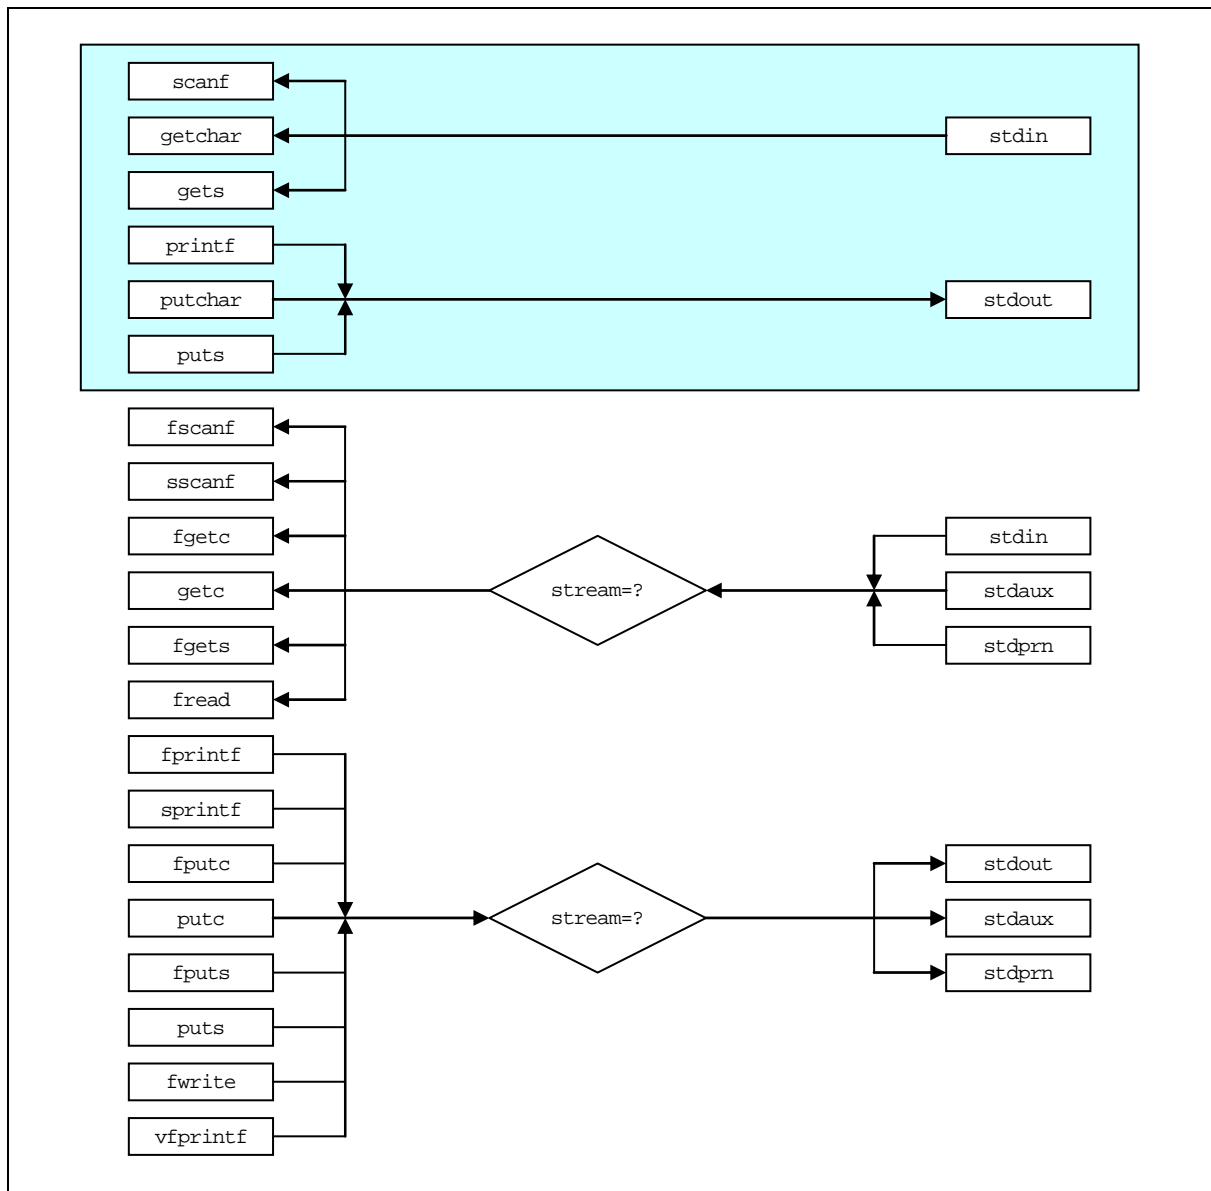 scanf
getchar
stdin
gets
printf
putchar
stdout
puts
fscanf
sscanf
fgetc
stdin
getc
stream=?
stdaux
fgets
stdprn
fread
fprintf
sprintf
fputc
stdout
putc
stream=?
stdaux
fputs
stdprn
puts
fwrite
vfprintf